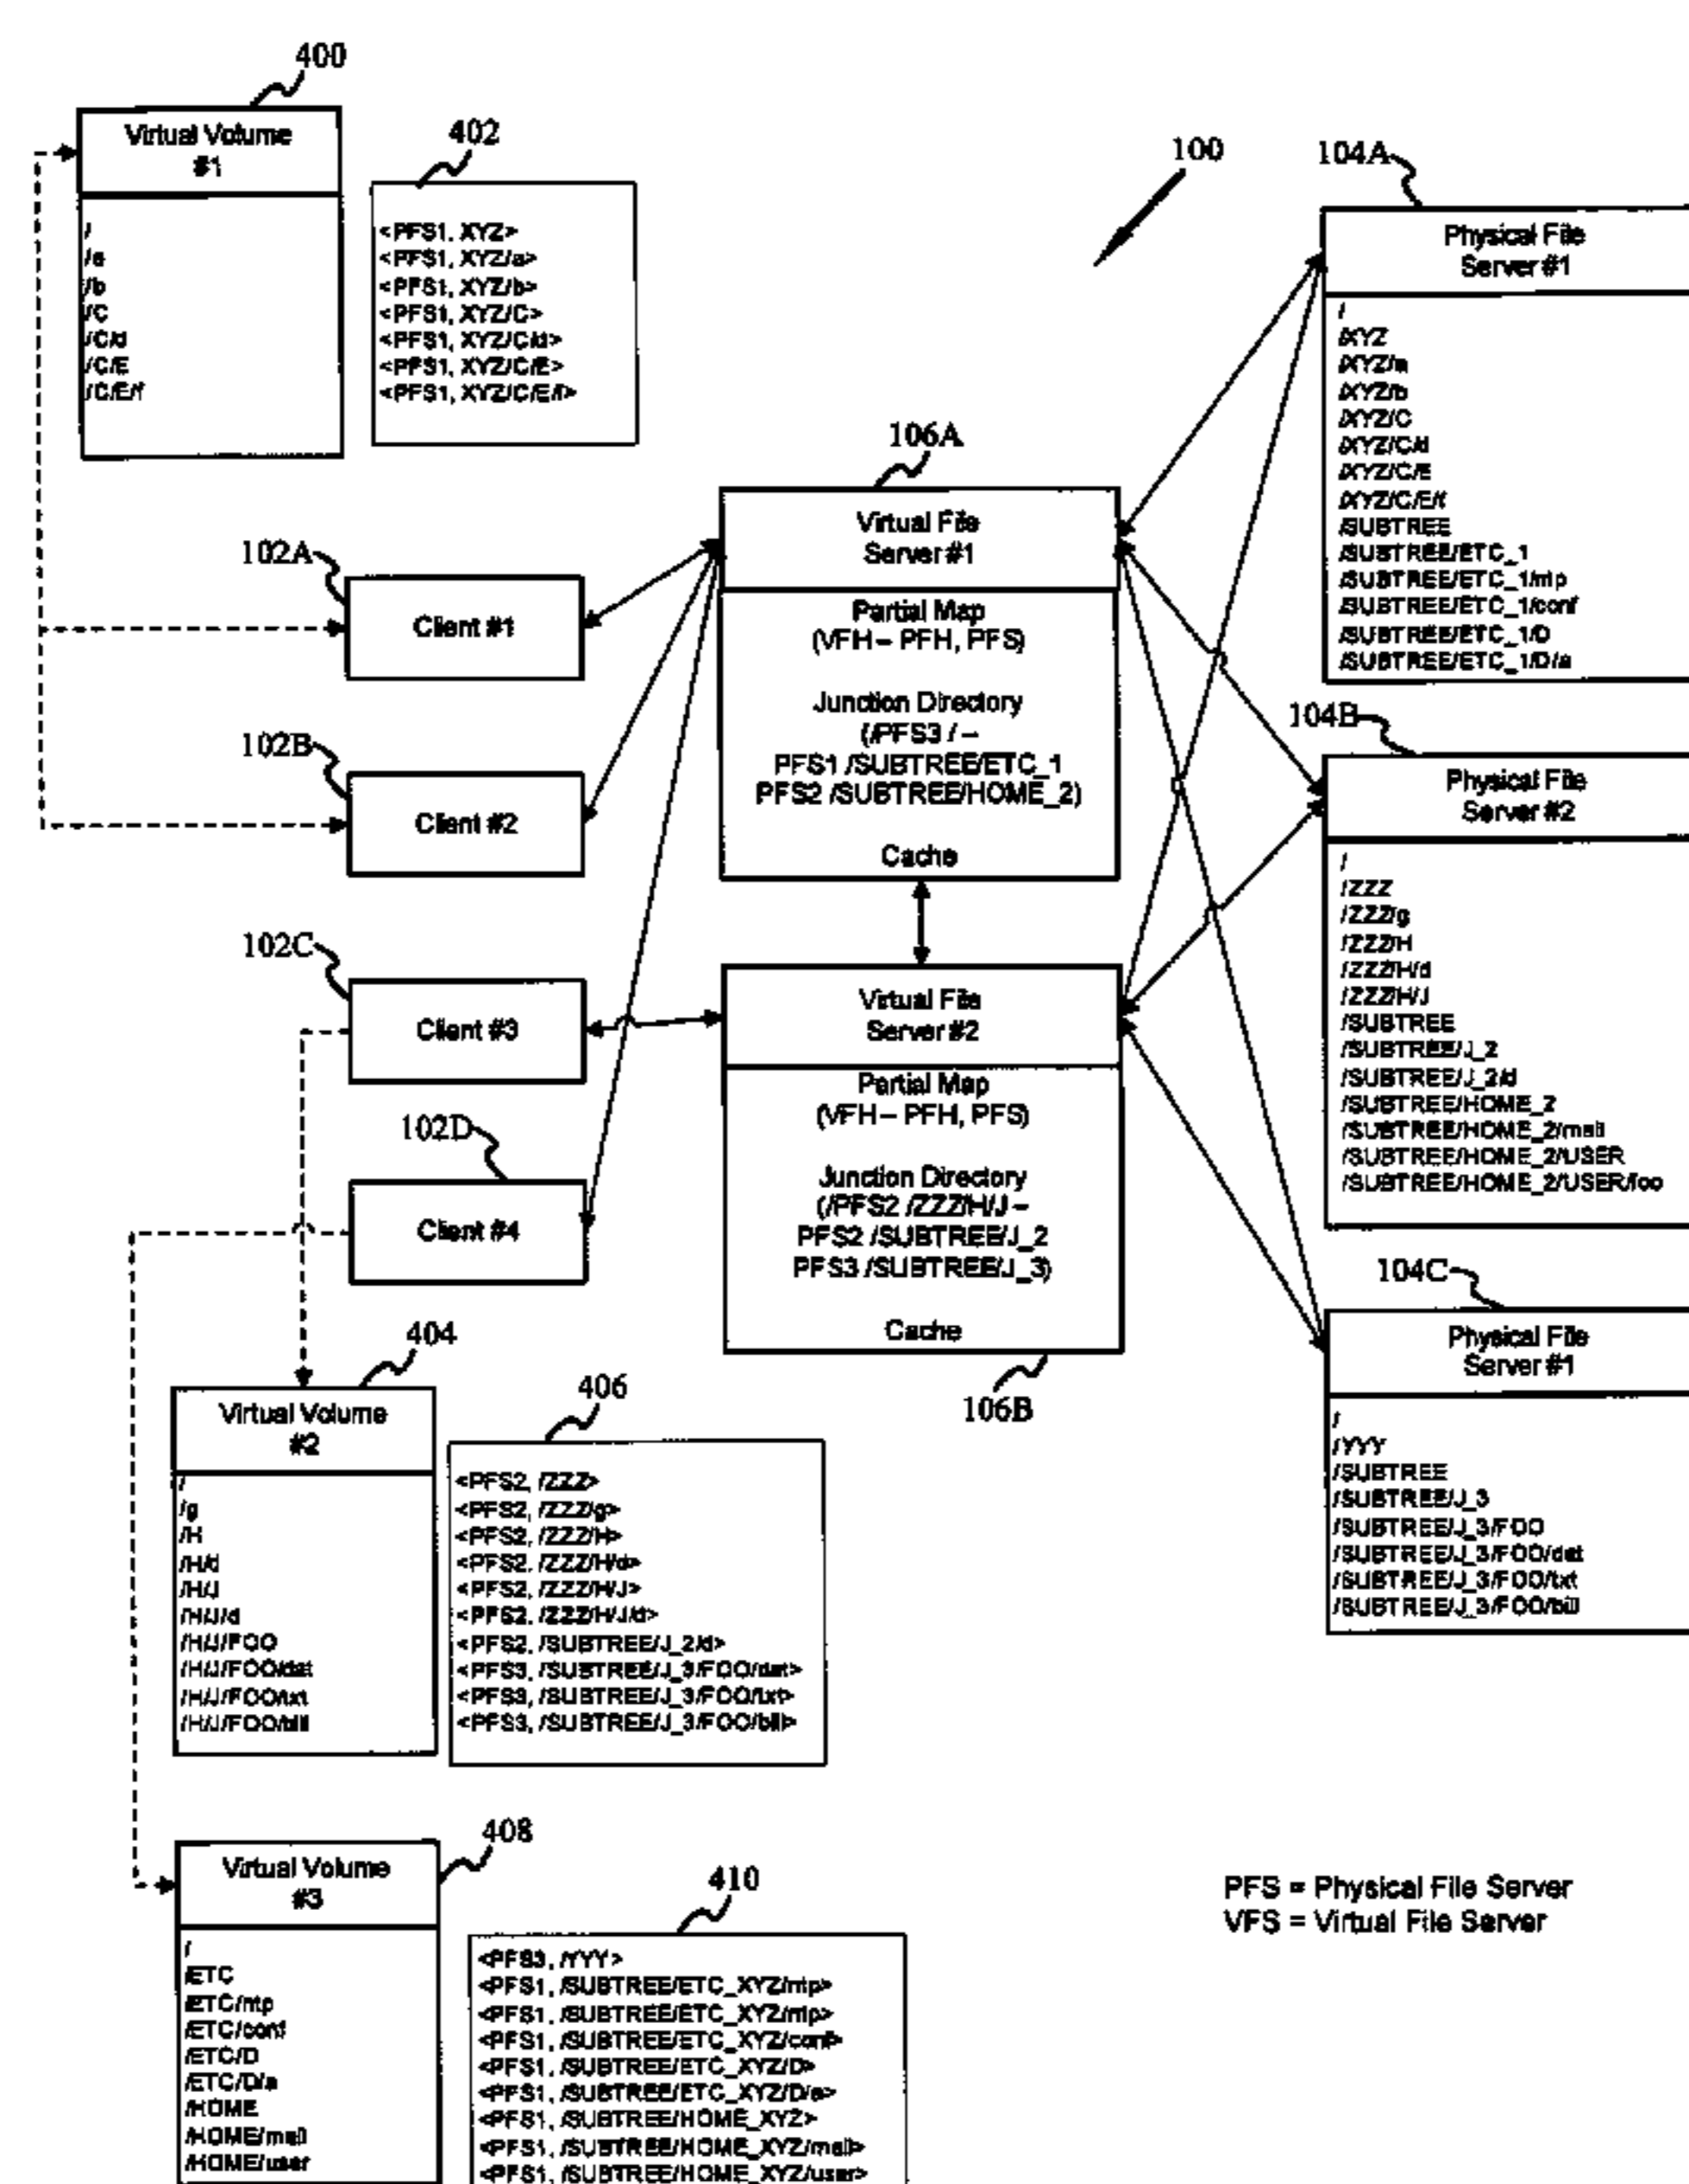 400
Virtual Volume
#1
/
/a
/b
/C
/C/d
/C/E
/C/E/f
402
<PFS1, XYZ>
<PFS1, XYZ/a>
<PFS1, XYZ/b>
<PFS1, XYZ/C>
<PFS1, XYZ/C/d>
<PFS1, XYZ/C/E>
<PFS1, XYZ/C/E/f>
100
104A
Physical File
Server #1
/
/XYZ
/XYZ/a
/XYZ/b
/XYZ/C
/XYZ/C/d
/XYZ/C/E
/XYZ/C/E/f
/SUBTREE
/SUBTREE/ETC_1
/SUBTREE/ETC_1/ntp
/SUBTREE/ETC_1/conf
/SUBTREE/ETC_1/D
/SUBTREE/ETC_1/D/a
106A
Virtual File
Server #1
Partial Map
(VFH – PFH, PFS)
Junction Directory
(/PFS3 / –
PFS1 /SUBTREE/ETC_1
PFS2 /SUBTREE/HOME_2)
Cache
102A
Client #1
102B
Client #2
102C
Client #3
102D
Client #4
104B
Physical File
Server #2
/
/ZZZ
/ZZZ/g
/ZZZ/H
/ZZZ/H/d
/ZZZ/H/J
/SUBTREE
/SUBTREE/J_2
/SUBTREE/J_2/d
/SUBTREE/HOME_2
/SUBTREE/HOME_2/mail
/SUBTREE/HOME_2/USER
/SUBTREE/HOME_2/USER/foo
Virtual File
Server #2
Partial Map
(VFH – PFH, PFS)
Junction Directory
(/PFS2 /ZZZ/H/J –
PFS2 /SUBTREE/J_2
PFS3 /SUBTREE/J_3)
Cache
106B
104C
Physical File
Server #1
/
/YYY
/SUBTREE
/SUBTREE/J_3
/SUBTREE/J_3/FOO
/SUBTREE/J_3/FOO/dat
/SUBTREE/J_3/FOO/txt
/SUBTREE/J_3/FOO/bill
404
Virtual Volume
#2
/
/g
/H
/H/d
/H/J
/H/J/d
/H/J/FOO
/H/J/FOO/dat
/H/J/FOO/txt
/H/J/FOO/bill
406
<PFS2, /ZZZ>
<PFS2, /ZZZ/g>
<PFS2, /ZZZ/H>
<PFS2, /ZZZ/H/d>
<PFS2, /ZZZ/H/J>
<PFS2, /ZZZ/H/J/d>
<PFS2, /SUBTREE/J_2/d>
<PFS3, /SUBTREE/J_3/FOO/dat>
<PFS3, /SUBTREE/J_3/FOO/txt>
<PFS3, /SUBTREE/J_3/FOO/bill>
408
Virtual Volume
#3
/
/ETC
/ETC/ntp
/ETC/conf
/ETC/D
/ETC/D/a
/HOME
/HOME/mail
/HOME/user
410
<PFS3, /YYY>
<PFS1, /SUBTREE/ETC_XYZ/ntp>
<PFS1, /SUBTREE/ETC_XYZ/ntp>
<PFS1, /SUBTREE/ETC_XYZ/conf>
<PFS1, /SUBTREE/ETC_XYZ/D>
<PFS1, /SUBTREE/ETC_XYZ/D/a>
<PFS1, /SUBTREE/HOME_XYZ>
<PFS1, /SUBTREE/HOME_XYZ/mail>
<PFS1, /SUBTREE/HOME_XYZ/user>
PFS = Physical File Server
VFS = Virtual File Server